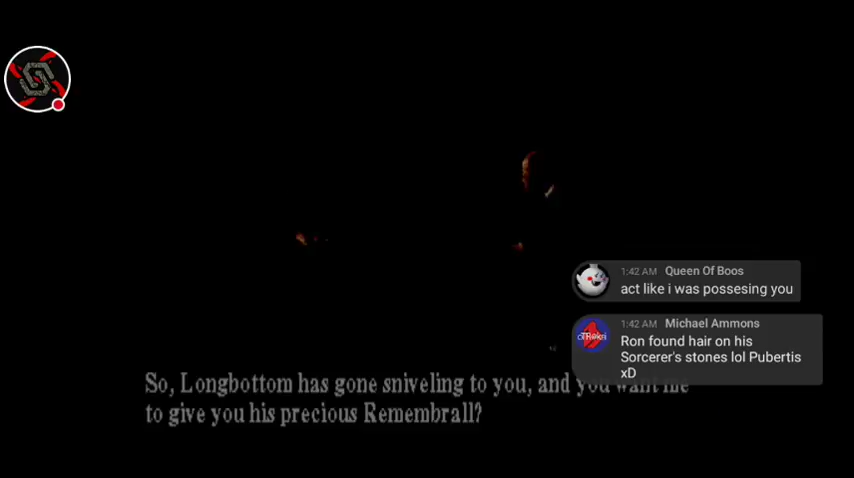 1:42 AM Queen Of Boos
act like i was possesing you
1:42 AM Michael Ammons
Ron found hair on his
Sorcerer's stones lol Pubertis
xD
So, Longbottom has gone sniveling to you, and you want me
to give you his precious Remembrall?